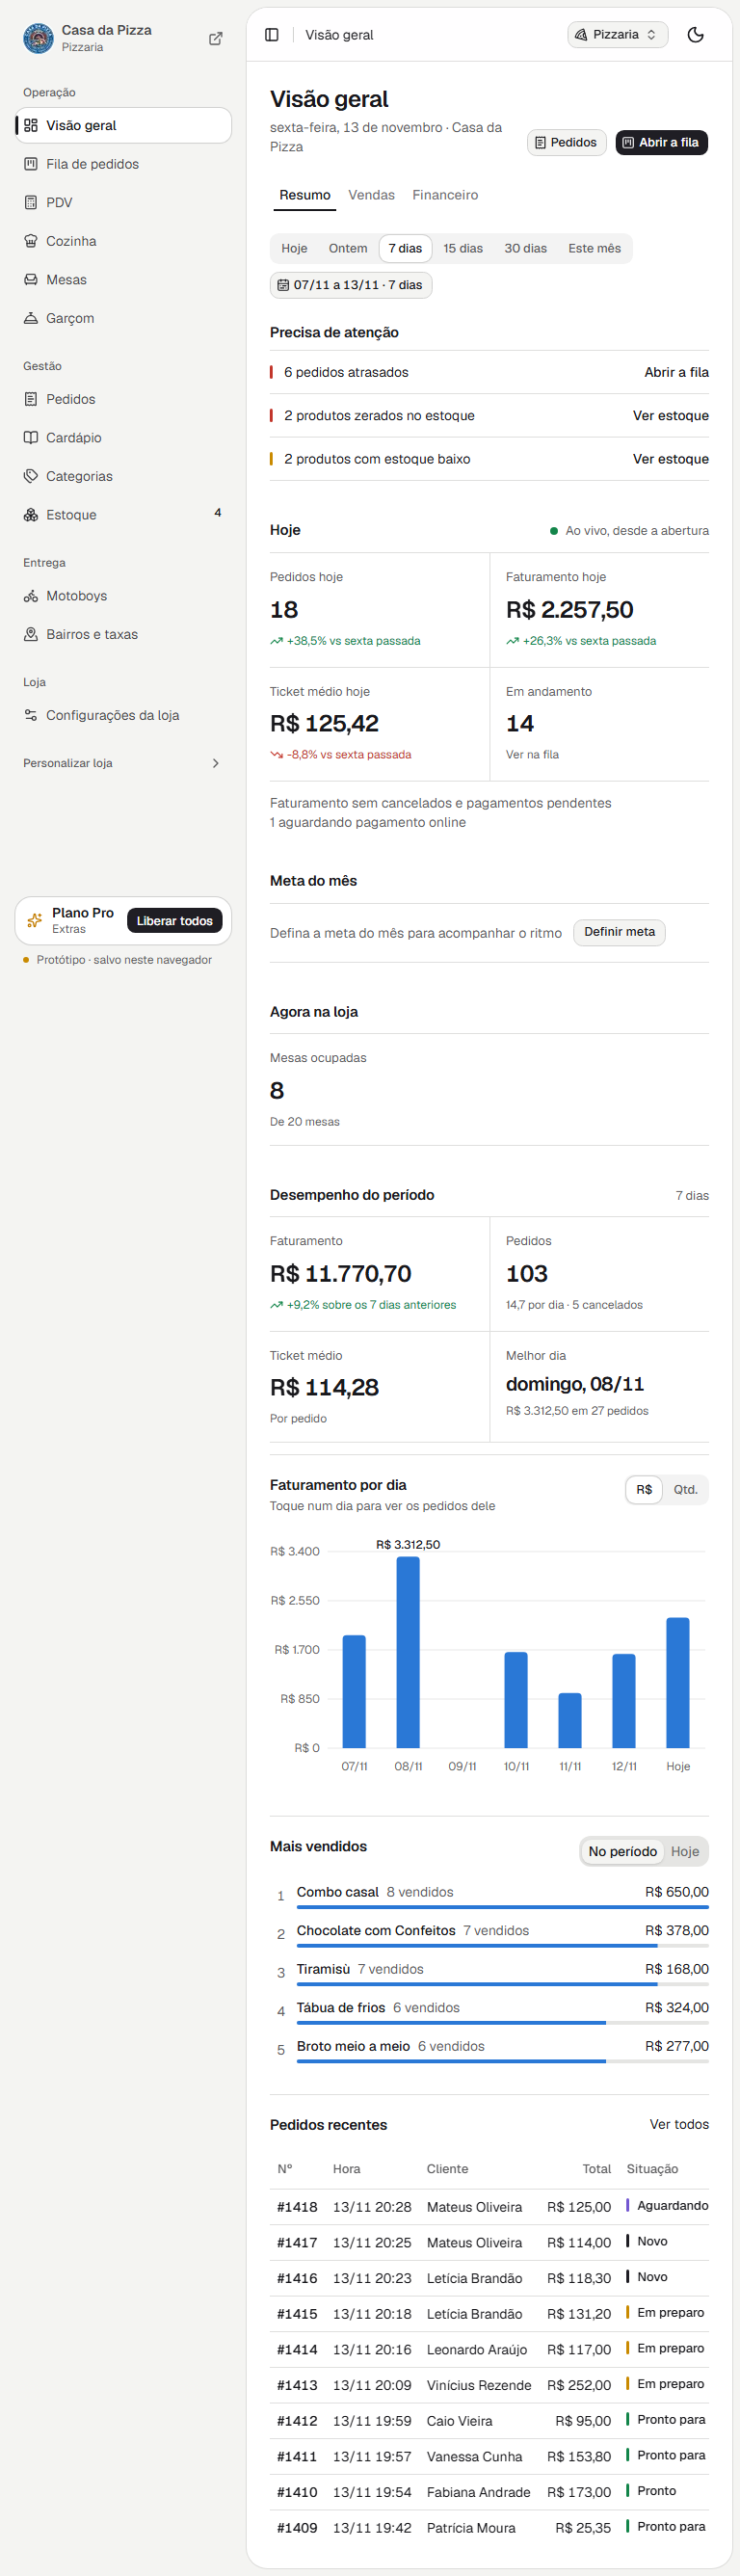 Casa da Pizza
Pizzaria
Operação
Visão geral
Fila de pedidos
PDV
Cozinha
Mesas
Garçom
Gestão
Pedidos
Cardápio
Categorias
Estoque 4
Entrega
Motoboys
Bairros e taxas
Loja
Configurações da loja
Personalizar loja
Plano Pro
Extras
Liberar todos
Protótipo · salvo neste navegador
Visão geral
Pizzaria
Visão geral
sexta-feira, 13 de novembro · Casa da
Pizza
Pedidos
Abrir a fila
Resumo Vendas Financeiro
Hoje Ontem 7 dias 15 dias 30 dias Este mês
07/11 a 13/11 · 7 dias
Precisa de atenção
6 pedidos atrasados Abrir a fila
2 produtos zerados no estoque Ver estoque
2 produtos com estoque baixo Ver estoque
Hoje Ao vivo, desde a abertura
Pedidos hoje
18
+38,5% vs sexta passada
Faturamento hoje
R$ 2.257,50
+26,3% vs sexta passada
Ticket médio hoje
R$ 125,42
-8,8% vs sexta passada
Em andamento
14
Ver na fila
Faturamento sem cancelados e pagamentos pendentes
1 aguardando pagamento online
Meta do mês
Defina a meta do mês para acompanhar o ritmo Definir meta
Agora na loja
Mesas ocupadas
8
De 20 mesas
Desempenho do período 7 dias
Faturamento
R$ 11.770,70
+9,2% sobre os 7 dias anteriores
Pedidos
103
14,7 por dia · 5 cancelados
Ticket médio
R$ 114,28
Por pedido
Melhor dia
domingo, 08/11
R$ 3.312,50 em 27 pedidos
Faturamento por dia
Toque num dia para ver os pedidos dele
R$ Qtd.
R$ 3.312,50
R$ 3.400
R$ 2.550
R$ 1.700
R$ 850
R$ 0
07/11 08/11 09/11 10/11 11/11 12/11 Hoje
Mais vendidos No período Hoje
1 Combo casal 8 vendidos R$ 650,00
2 Chocolate com Confeitos 7 vendidos R$ 378,00
3 Tiramisù 7 vendidos R$ 168,00
4 Tábua de frios 6 vendidos R$ 324,00
5 Broto meio a meio 6 vendidos R$ 277,00
Pedidos recentes Ver todos
Nº Hora Cliente Total Situação
#1418 13/11 20:28 Mateus Oliveira R$ 125,00 Aguardando
#1417 13/11 20:25 Mateus Oliveira R$ 114,00 Novo
#1416 13/11 20:23 Letícia Brandão R$ 118,30 Novo
#1415 13/11 20:18 Letícia Brandão R$ 131,20 Em preparo
#1414 13/11 20:16 Leonardo Araújo R$ 117,00 Em preparo
#1413 13/11 20:09 Vinícius Rezende R$ 252,00 Em preparo
#1412 13/11 19:59 Caio Vieira R$ 95,00 Pronto para
#1411 13/11 19:57 Vanessa Cunha R$ 153,80 Pronto para
#1410 13/11 19:54 Fabiana Andrade R$ 173,00 Pronto
#1409 13/11 19:42 Patrícia Moura R$ 25,35 Pronto para